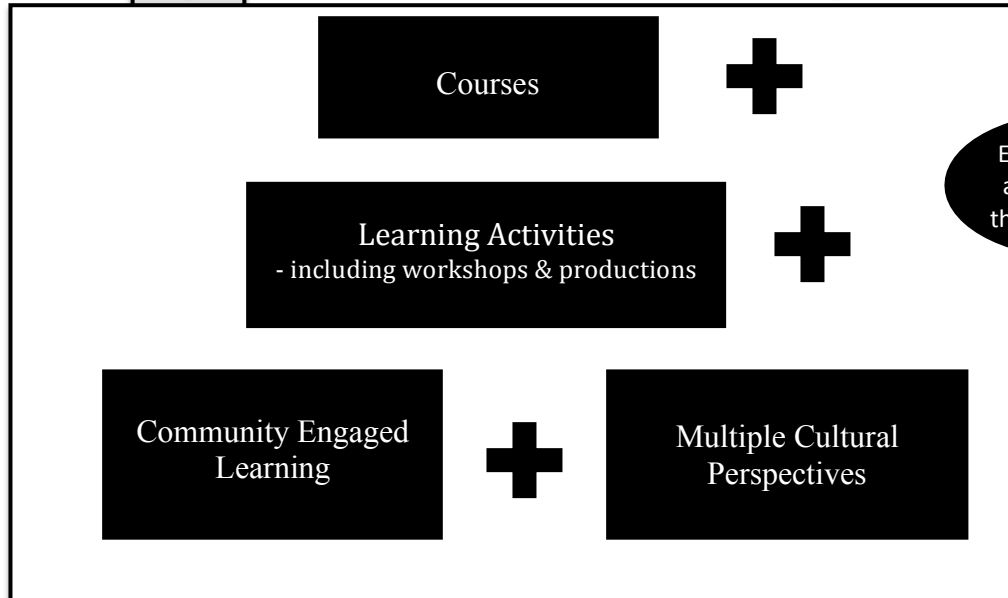 Courses
Learning Activities
- including workshops & productions
Community Engaged
Learning
Multiple Cultural
Perspectives